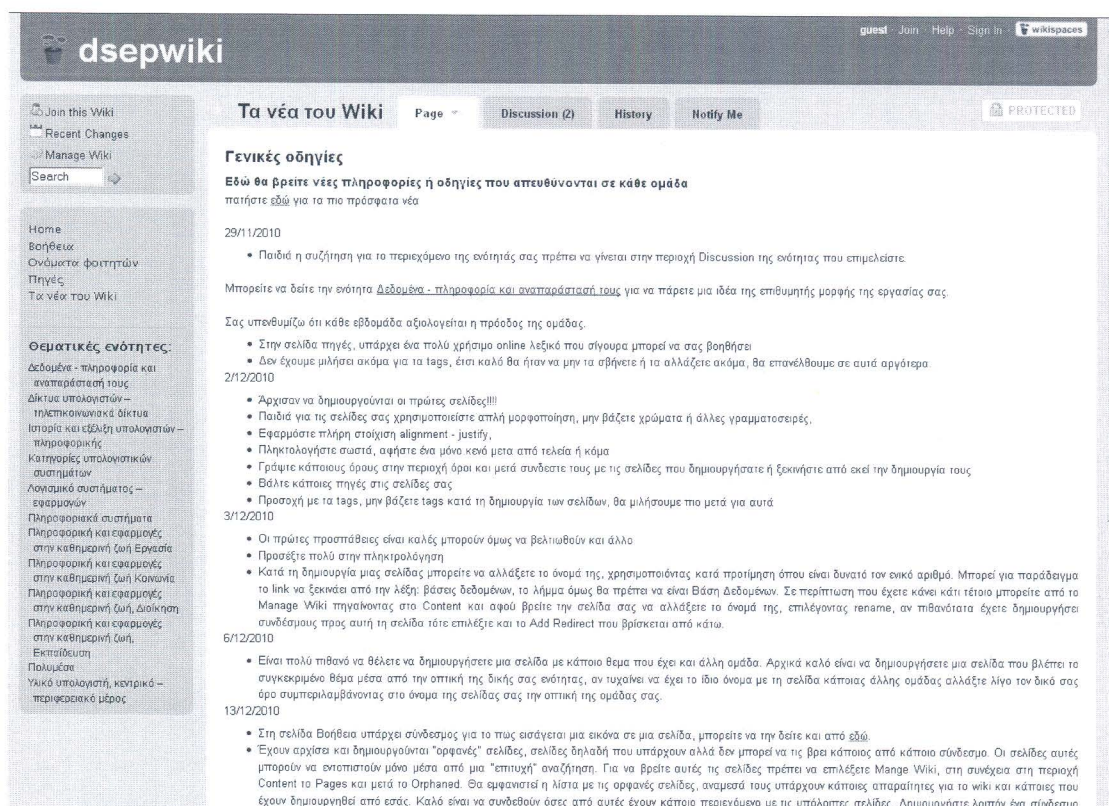 dsepwiki
guest · Join · Help · Sign In · wikispaces
Join this Wiki
Recent Changes
Manage Wiki
Search
Home
Βοήθεια
Ονόματα φοιτητών
Πηγές
Τα νέα του Wiki
Θεματικές ενότητες:
Δεδομένα - πληροφορία και
αναπαράστασή τους
Δίκτυα υπολογιστών –
τηλεπικοινωνιακά δίκτυα
Ιστορία και εξέλιξη υπολογιστών –
πληροφορικής
Κατηγορίες υπολογιστικών
συστημάτων
Λογισμικό συστήματος –
εφαρμογών
Πληροφοριακά συστήματα
Πληροφορική και εφαρμογές
στην καθημερινή ζωή Εργασία
Πληροφορική και εφαρμογές
στην καθημερινή ζωή Κοινωνία
Πληροφορική και εφαρμογές
στην καθημερινή ζωή, Διοίκηση
Πληροφορική και εφαρμογές
στην καθημερινή ζωή,
Εκπαίδευση
Πολυμέσα
Υλικό υπολογιστή, κεντρικό –
περιφερειακό μέρος
Τα νέα του Wiki Page Discussion (2) History Notify Me PROTECTED
Γενικές οδηγίες
Εδώ θα βρείτε νέες πληροφορίες ή οδηγίες που απευθύνονται σε κάθε ομάδα
πατήστε εδώ για τα πιο πρόσφατα νέα
29/11/2010
• Παιδιά η συζήτηση για το περιεχόμενο της ενότητάς σας πρέπει να γίνεται στην περιοχή Discussion της ενότητας που επιμελείστε.
Μπορείτε να δείτε την ενότητα Δεδομένα - πληροφορία και αναπαράστασή τους για να πάρετε μια ιδέα της επιθυμητής μορφής της εργασίας σας.
Σας υπενθυμίζω ότι κάθε εβδομάδα αξιολογείται η πρόοδος της ομάδας.
• Στην σελίδα πηγές, υπάρχει ένα πολύ χρήσιμο online λεξικό που σίγουρα μπορεί να σας βοηθήσει
• Δεν έχουμε μιλήσει ακόμα για τα tags, έτσι καλό θα ήταν να μην τα σβήνετε ή τα αλλάζετε ακόμα, θα επανέλθουμε σε αυτά αργότερα.
2/12/2010
• Άρχισαν να δημιουργούνται οι πρώτες σελίδες!!!!
• Παιδιά για τις σελίδες σας χρησιμοποιείστε απλή μορφοποίηση, μην βάζετε χρώματα ή άλλες γραμματοσειρές,
• Εφαρμόστε πλήρη στοίχιση alignment - justify,
• Πληκτρολογήστε σωστά, αφήστε ένα μόνο κενό μετα από τελεία ή κόμα
• Γράψτε κάποιους όρους στην περιοχή όροι και μετά συνδεστε τους με τις σελίδες που δημιουργήσατε ή ξεκινήστε από εκεί την δημιουργία τους
• Βάλτε κάποιες πηγές στις σελίδες σας
• Προσοχή με τα tags, μην βάζετε tags κατά τη δημιουργία των σελίδων, θα μιλήσουμε πιο μετά για αυτά
3/12/2010
• Οι πρώτες προσπάθειες είναι καλές μπορούν όμως να βελτιωθούν και άλλο
• Προσέξτε πολύ στην πληκτρολόγηση
• Κατά τη δημιουργία μιας σελίδας μπορείτε να αλλάξετε το όνομά της, χρησιμοποιόντας κατά προτίμηση όπου είναι δυνατό τον ενικό αριθμό. Μπορεί για παράδειγμα
το link να ξεκινάει από την λέξη: βάσεις δεδομένων, το λήμμα όμως θα πρέπει να είναι Βάση Δεδομένων. Σε περίπτωση που έχετε κάνει κάτι τέτοιο μπορείτε από το
Manage Wiki πηγαίνοντας στο Content και αφού βρείτε την σελίδα σας να αλλάξετε το όνομά της, επιλέγοντας rename, αν πιθανότατα έχετε δημιουργήσει
συνδέσμους προς αυτή τη σελίδα τότε επιλέξτε και το Add Redirect που βρίσκεται από κάτω.
6/12/2010
• Είναι πολύ πιθανό να θέλετε να δημιουργήσετε μια σελίδα με κάποιο θεμα που έχει και άλλη ομάδα. Αρχικά καλό είναι να δημιουργήσετε μια σελίδα που βλέπει το
συγκεκριμένο θέμα μέσα από την οπτική της δικής σας ενότητας, αν τυχαίνει να έχει το ίδιο όνομα με τη σελίδα κάποιας άλλης ομάδας αλλάξτε λίγο τον δικό σας
όρο συμπεριλαμβάνοντας στο όνομα της σελίδας σας την οπτική της ομάδας σας.
13/12/2010
• Στη σελίδα Βοήθεια υπάρχει σύνδεσμος για το πως εισάγεται μια εικόνα σε μια σελίδα, μπορείτε να την δείτε και από εδώ.
• Έχουν αρχίσει και δημιουργούνται "ορφανές" σελίδες, σελίδες δηλαδή που υπάρχουν αλλά δεν μπορεί να τις βρει κάποιος από κάποιο σύνδεσμο. Οι σελίδες αυτές
μπορούν να εντοπιστούν μόνο μέσα από μια "επιτυχή" αναζήτηση. Για να βρείτε αυτές τις σελίδες πρέπει να επιλέξετε Mange Wiki, στη συνέχεια στη περιοχή
Content το Pages και μετά το Orphaned. Θα εμφανιστεί η λίστα με τις ορφανές σελίδες, αναμεσά τους υπάρχουν κάποιες απαραίτητες για το wiki και κάποιες που
έχουν δημιουργηθεί από εσάς. Καλό είναι να συνδεθούν όσες από αυτές έχουν κάποιο περιεχόμενο με τις υπόλοιπες σελίδες. Δημιουργήστε λοιπόν ένα σύνδεσμο